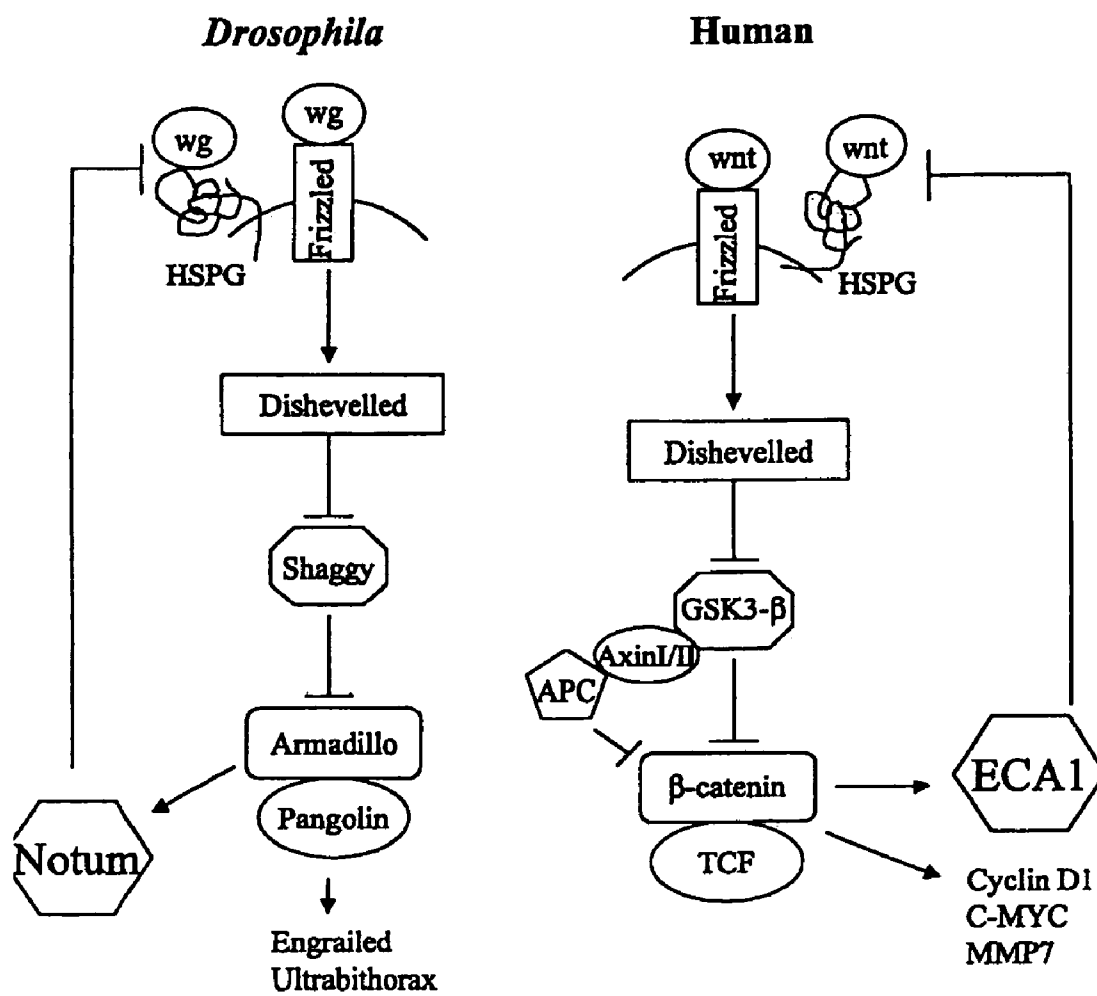 Drosophila
wg
wg
Frizzled
HSPG
Dishevelled
Shaggy
Armadillo
Pangolin
Notum
Engrailed
Ultrabithorax
Human
wnt
wnt
Frizzled
HSPG
Dishevelled
GSK3-β
AxinI/II
APC
β-catenin
TCF
ECA1
Cyclin D1
C-MYC
MMP7